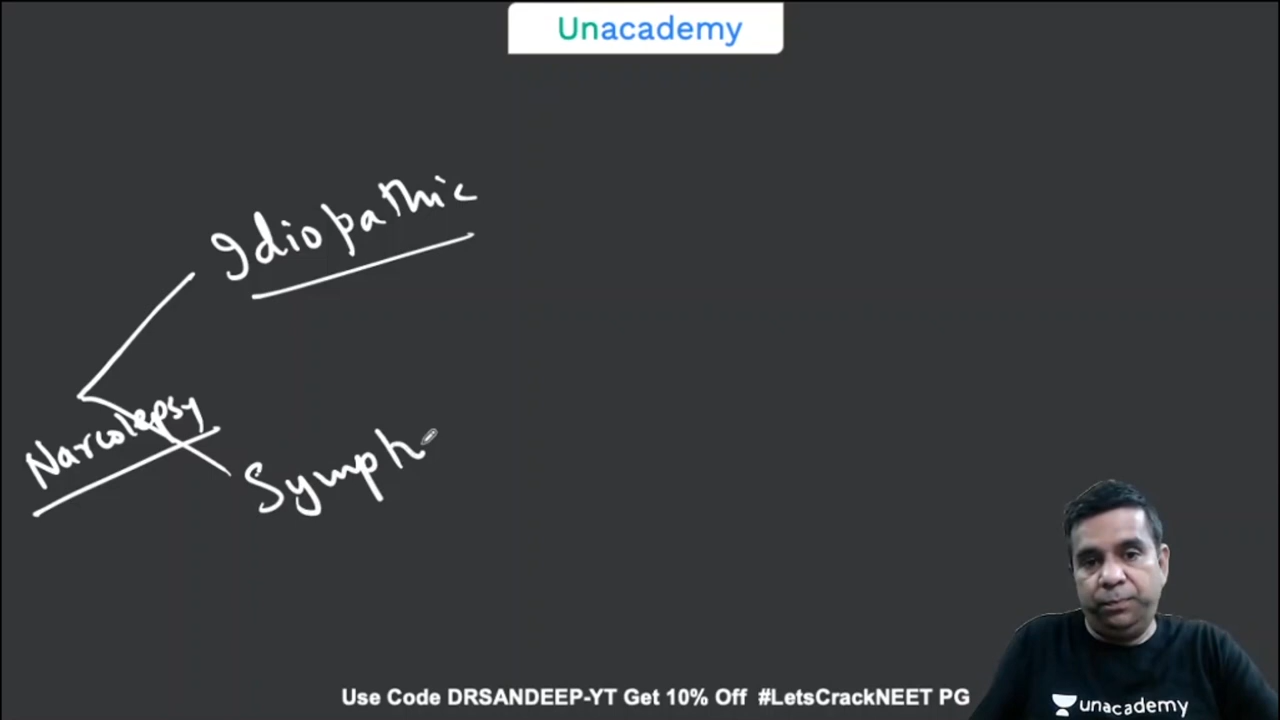 Unacademy
Idiopathic
Narcolepsy
Symph
unacademy
Use Code DRSANDEEP-YT Get 10% Off #LetsCrackNEET PG